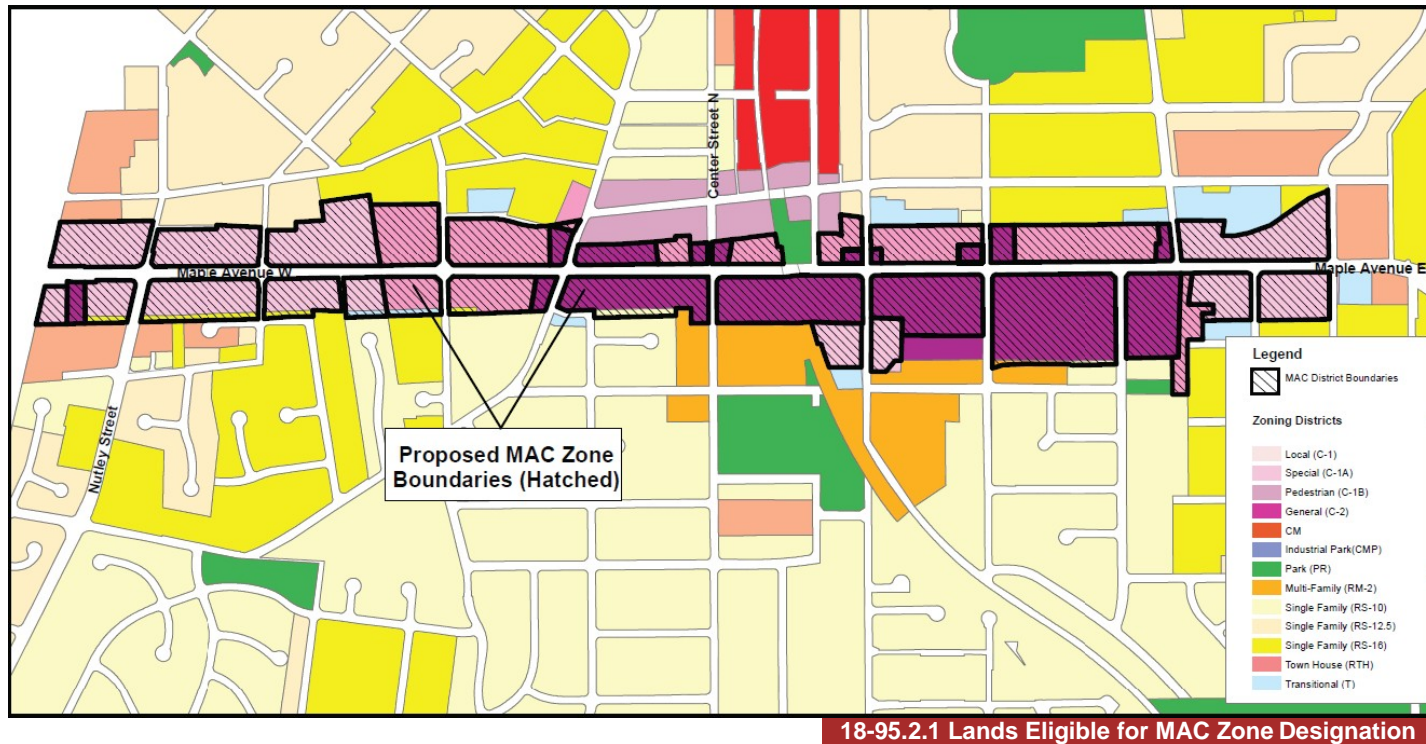 Center Street N
Maple Avenue W
Maple Avenue E
Nutley Street
Proposed MAC Zone
Boundaries (Hatched)
Legend
MAC District Boundaries
Zoning Districts
Local (C-1)
Special (C-1A)
Pedestrian (C-1B)
General (C-2)
CM
Industrial Park(CMP)
Park (PR)
Multi-Family (RM-2)
Single Family (RS-10)
Single Family (RS-12.5)
Single Family (RS-16)
Town House (RTH)
Transitional (T)
18-95.2.1 Lands Eligible for MAC Zone Designation